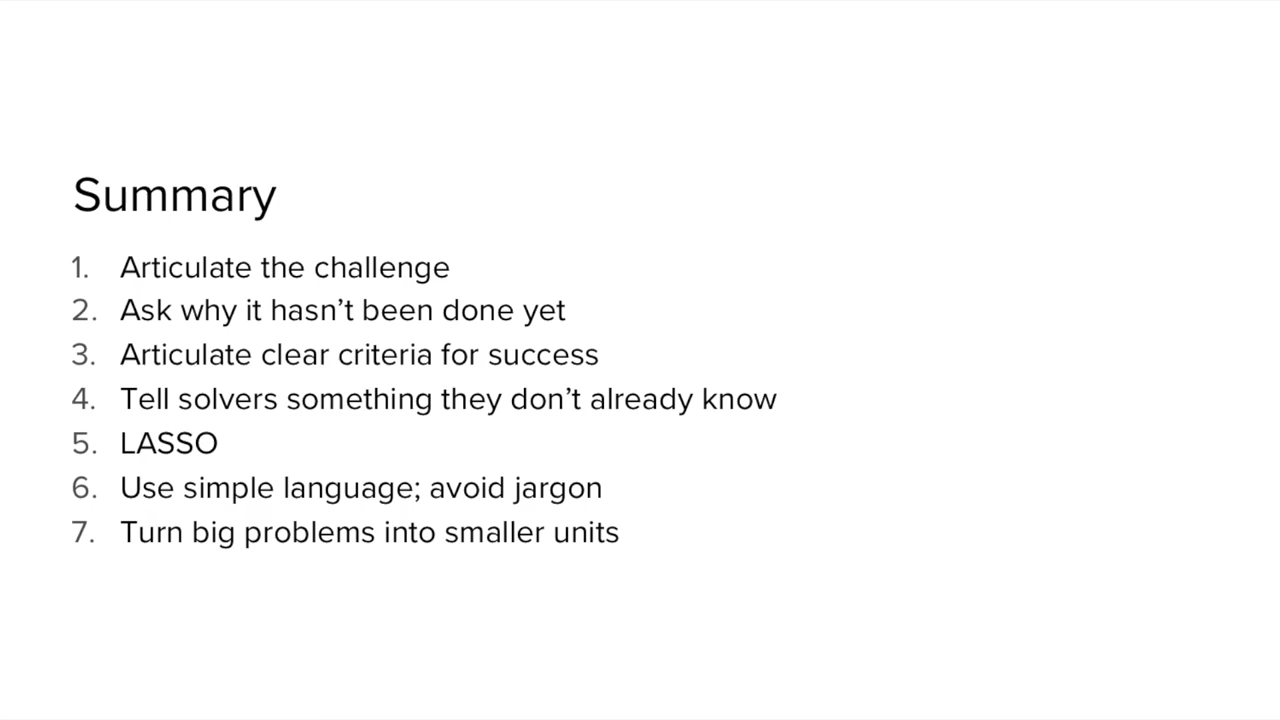 Summary
1. Articulate the challenge
2. Ask why it hasn’t been done yet
3. Articulate clear criteria for success
4. Tell solvers something they don’t already know
5. LASSO
6. Use simple language; avoid jargon
7. Turn big problems into smaller units